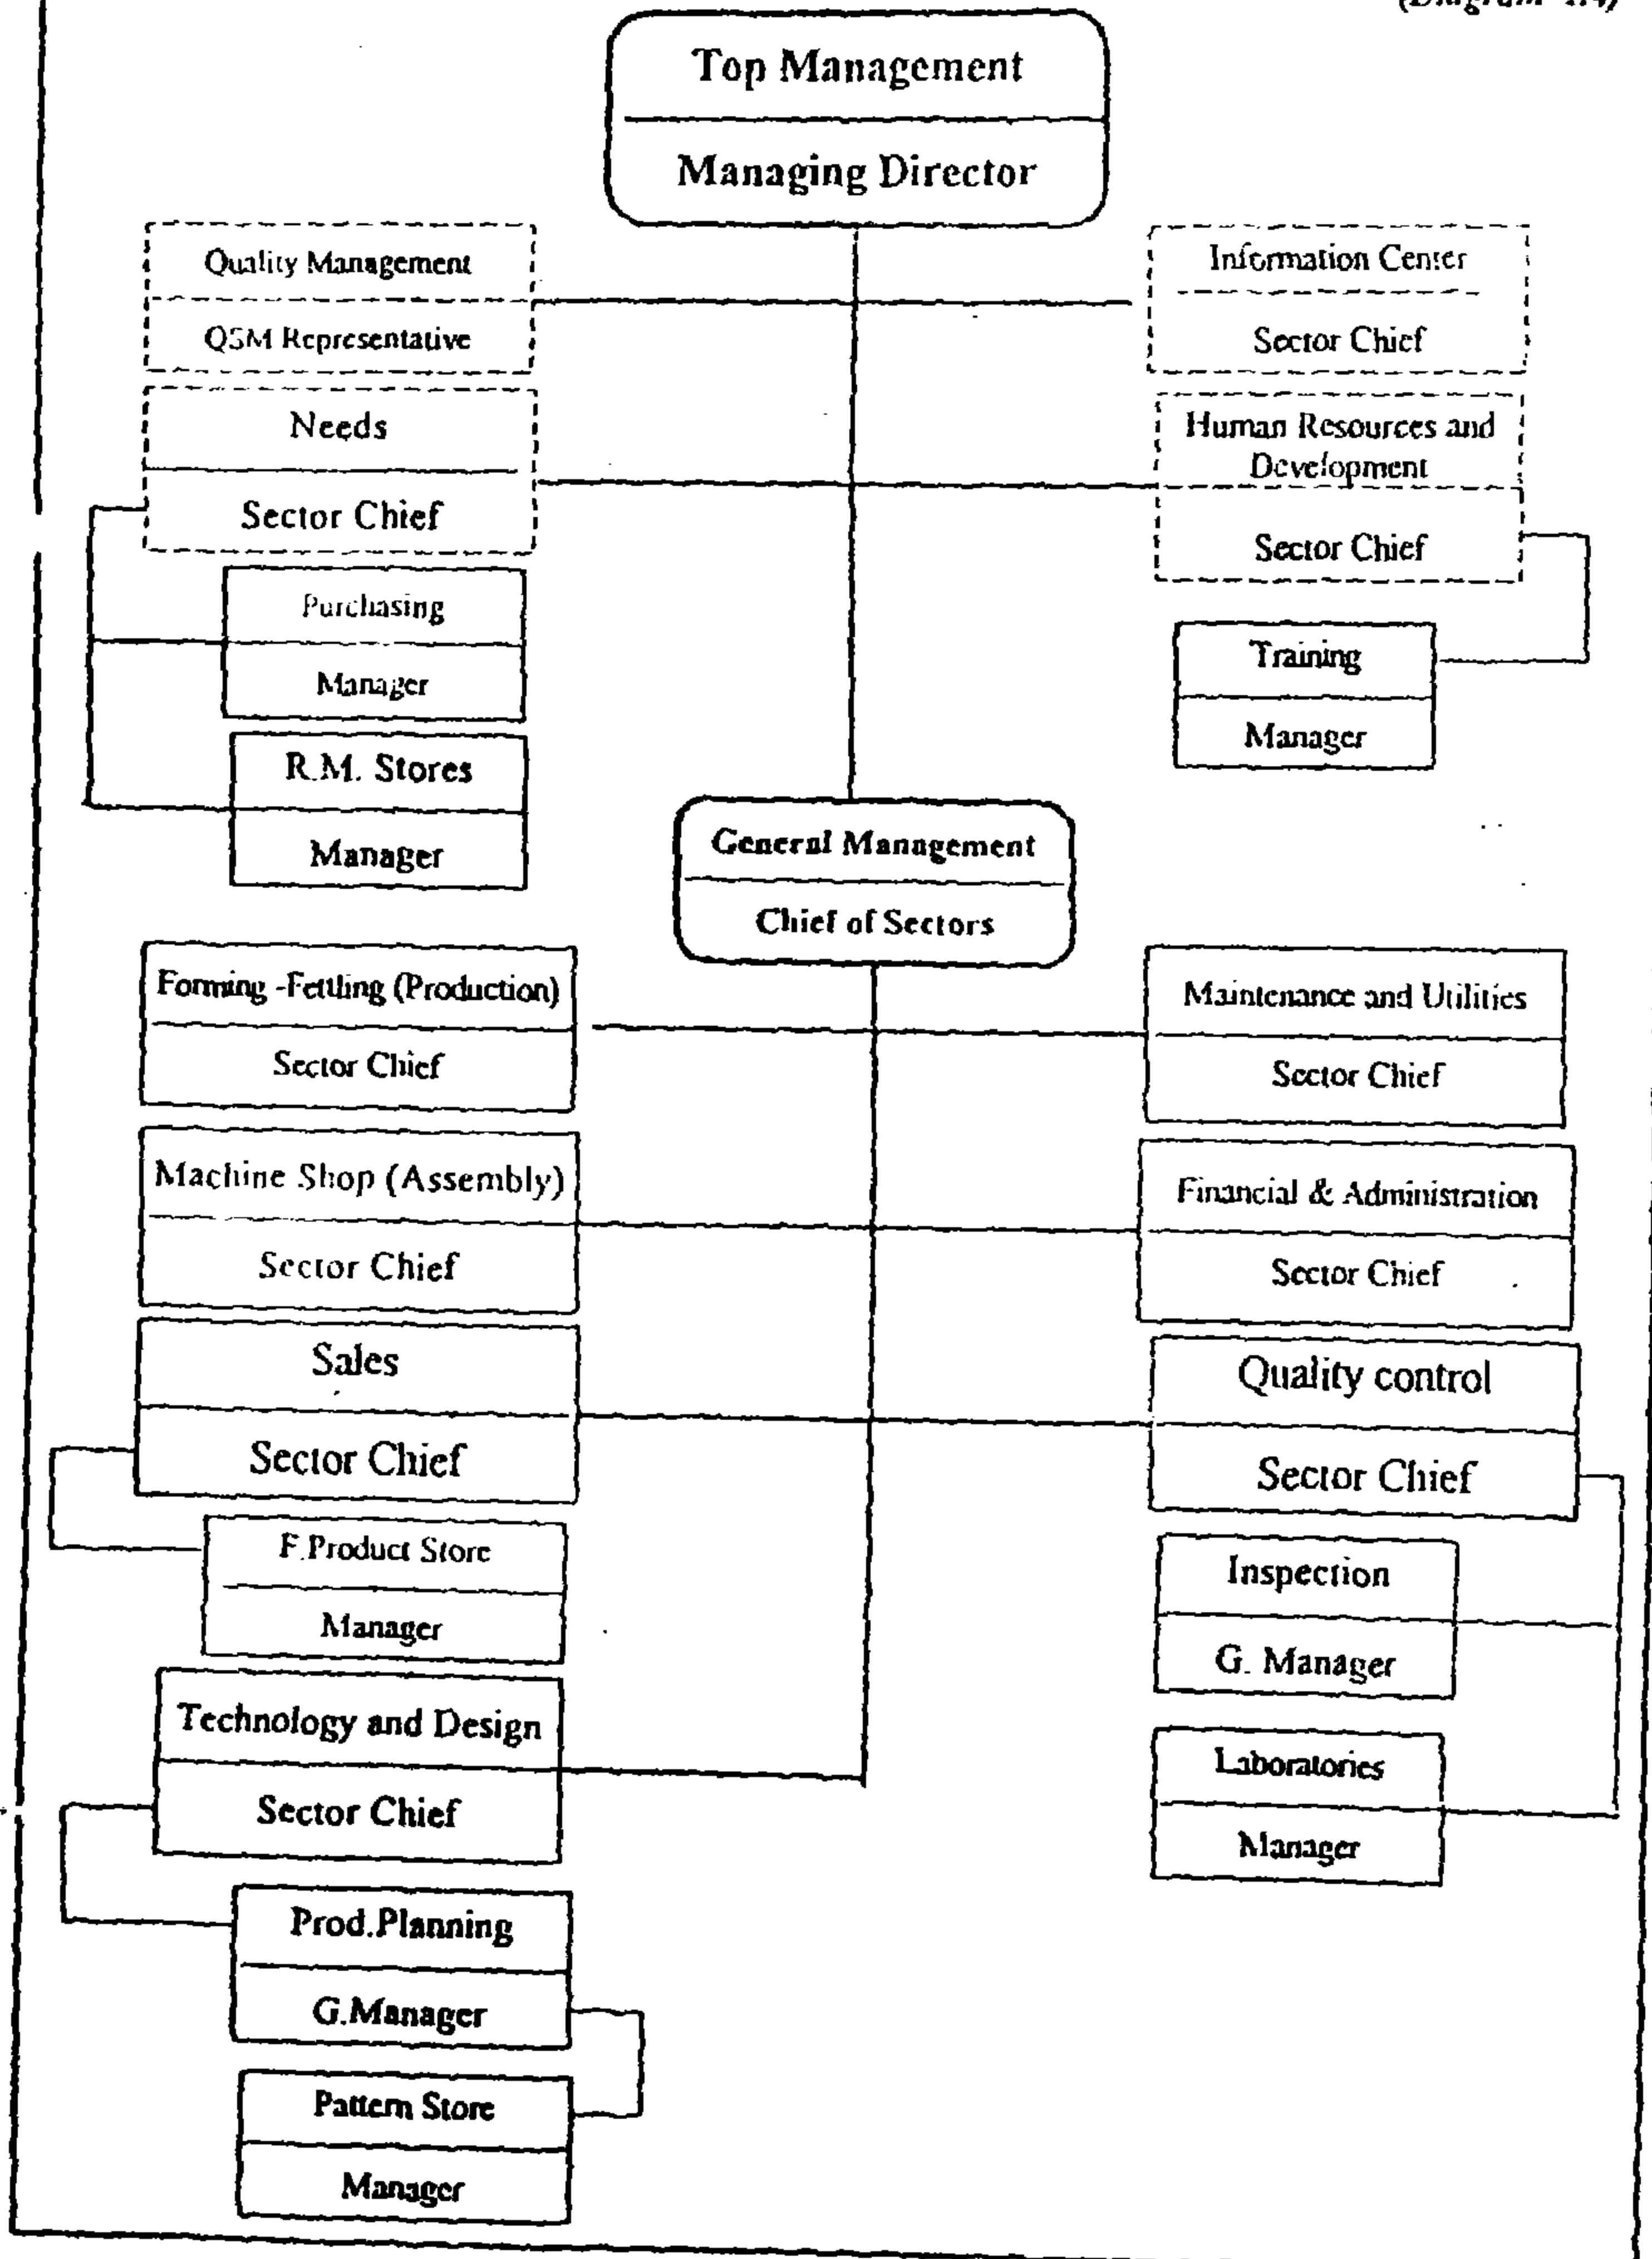 Top Management
Managing Director
Quality Management
QSM Representative
Information Center
Sector Chief
Needs
Sector Chief
Human Resources and
Development
Sector Chief
Purchasing
Manager
Training
Manager
R.M. Stores
Manager
General Management
Chief of Sectors
Forming -Fettling (Production)
Sector Chief
Maintenance and Utilities
Sector Chief
Machine Shop (Assembly)
Sector Chief
Financial & Administration
Sector Chief
Sales
Sector Chief
Quality control
Sector Chief
F.Product Store
Manager
Inspection
G. Manager
Technology and Design
Sector Chief
Laboratories
Manager
Prod.Planning
G.Manager
Pattern Store
Manager